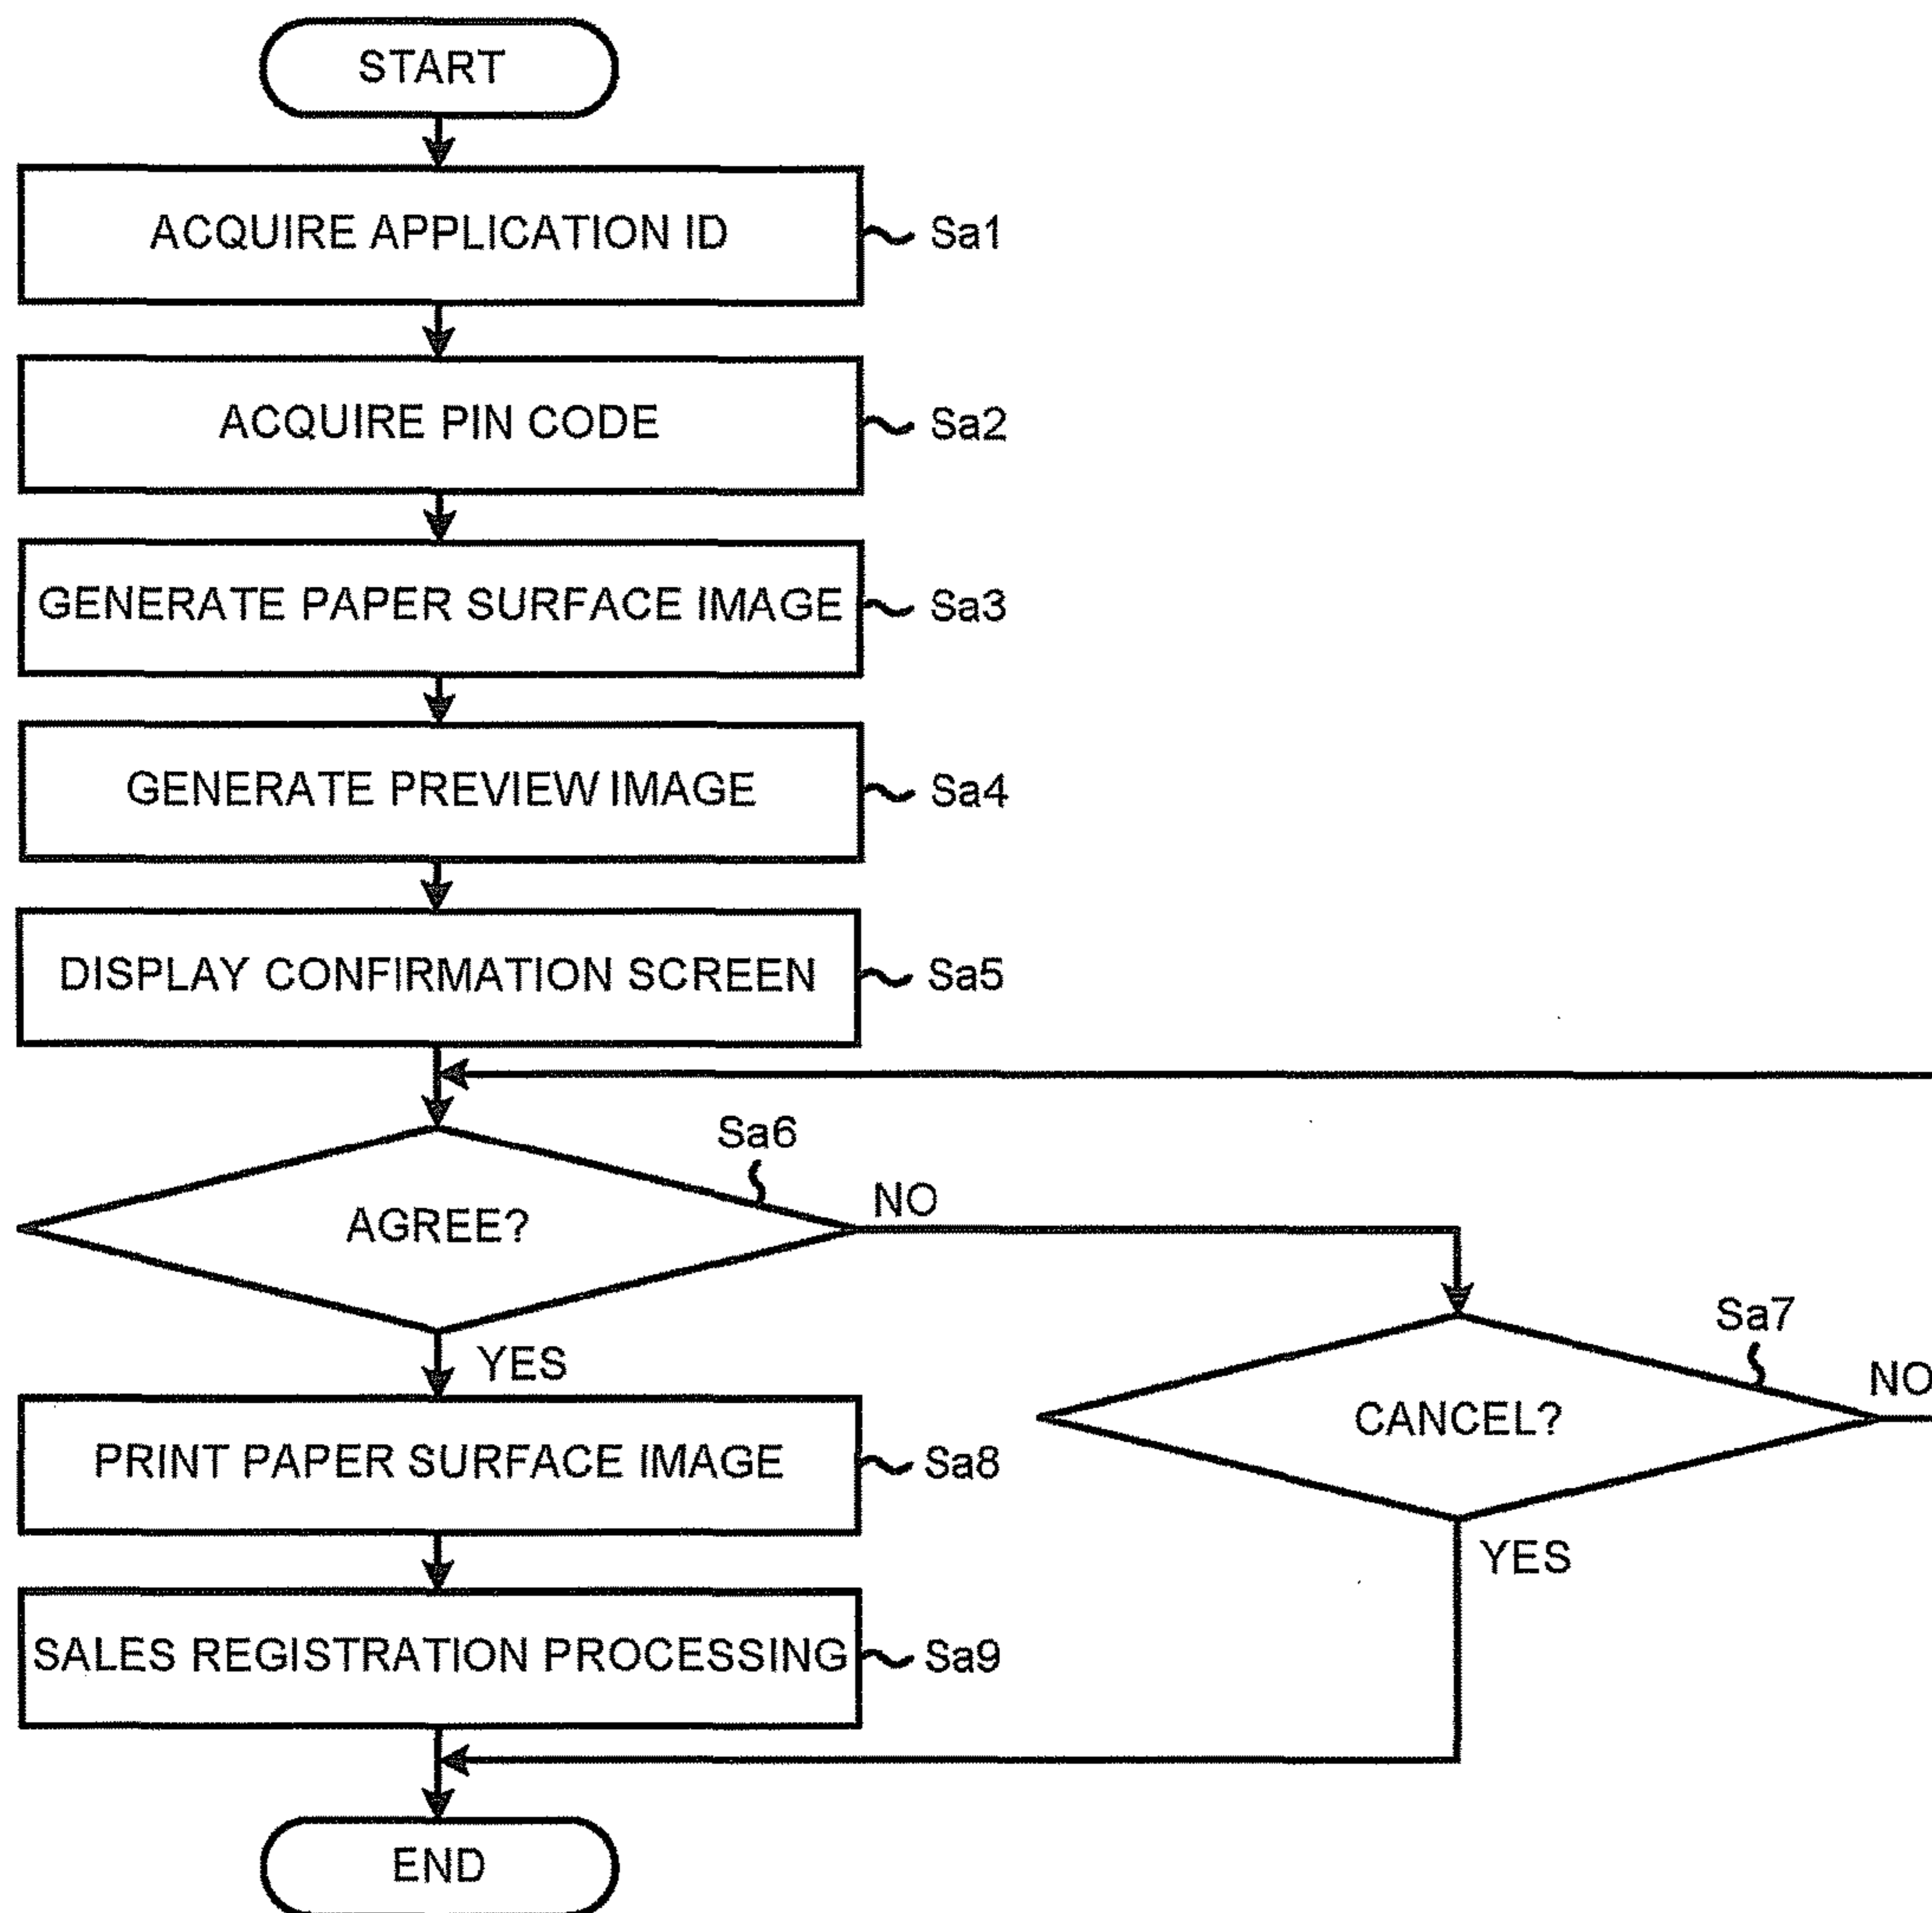 START
ACQUIRE APPLICATION ID
Sa1
ACQUIRE PIN CODE
Sa2
GENERATE PAPER SURFACE IMAGE
Sa3
GENERATE PREVIEW IMAGE
Sa4
DISPLAY CONFIRMATION SCREEN
Sa5
Sa6
AGREE?
NO
YES
Sa7
CANCEL?
NO
YES
PRINT PAPER SURFACE IMAGE
Sa8
SALES REGISTRATION PROCESSING
Sa9
END